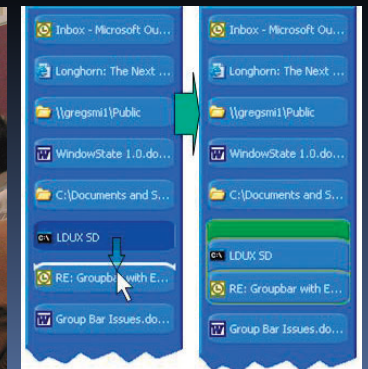 Inbox - Microsoft Ou...
Longhorn: The Next ...
\\gregsmi1\Public
WindowState 1.0.do...
C:\Documents and S...
LDUX SD
RE: Groupbar with E...
Group Bar Issues.do...
Inbox - Microsoft Ou...
Longhorn: The Next ...
\\gregsmi1\Public
WindowState 1.0.do...
C:\Documents and S...
LDUX SD
RE: Groupbar with E...
Group Bar Issues.do...